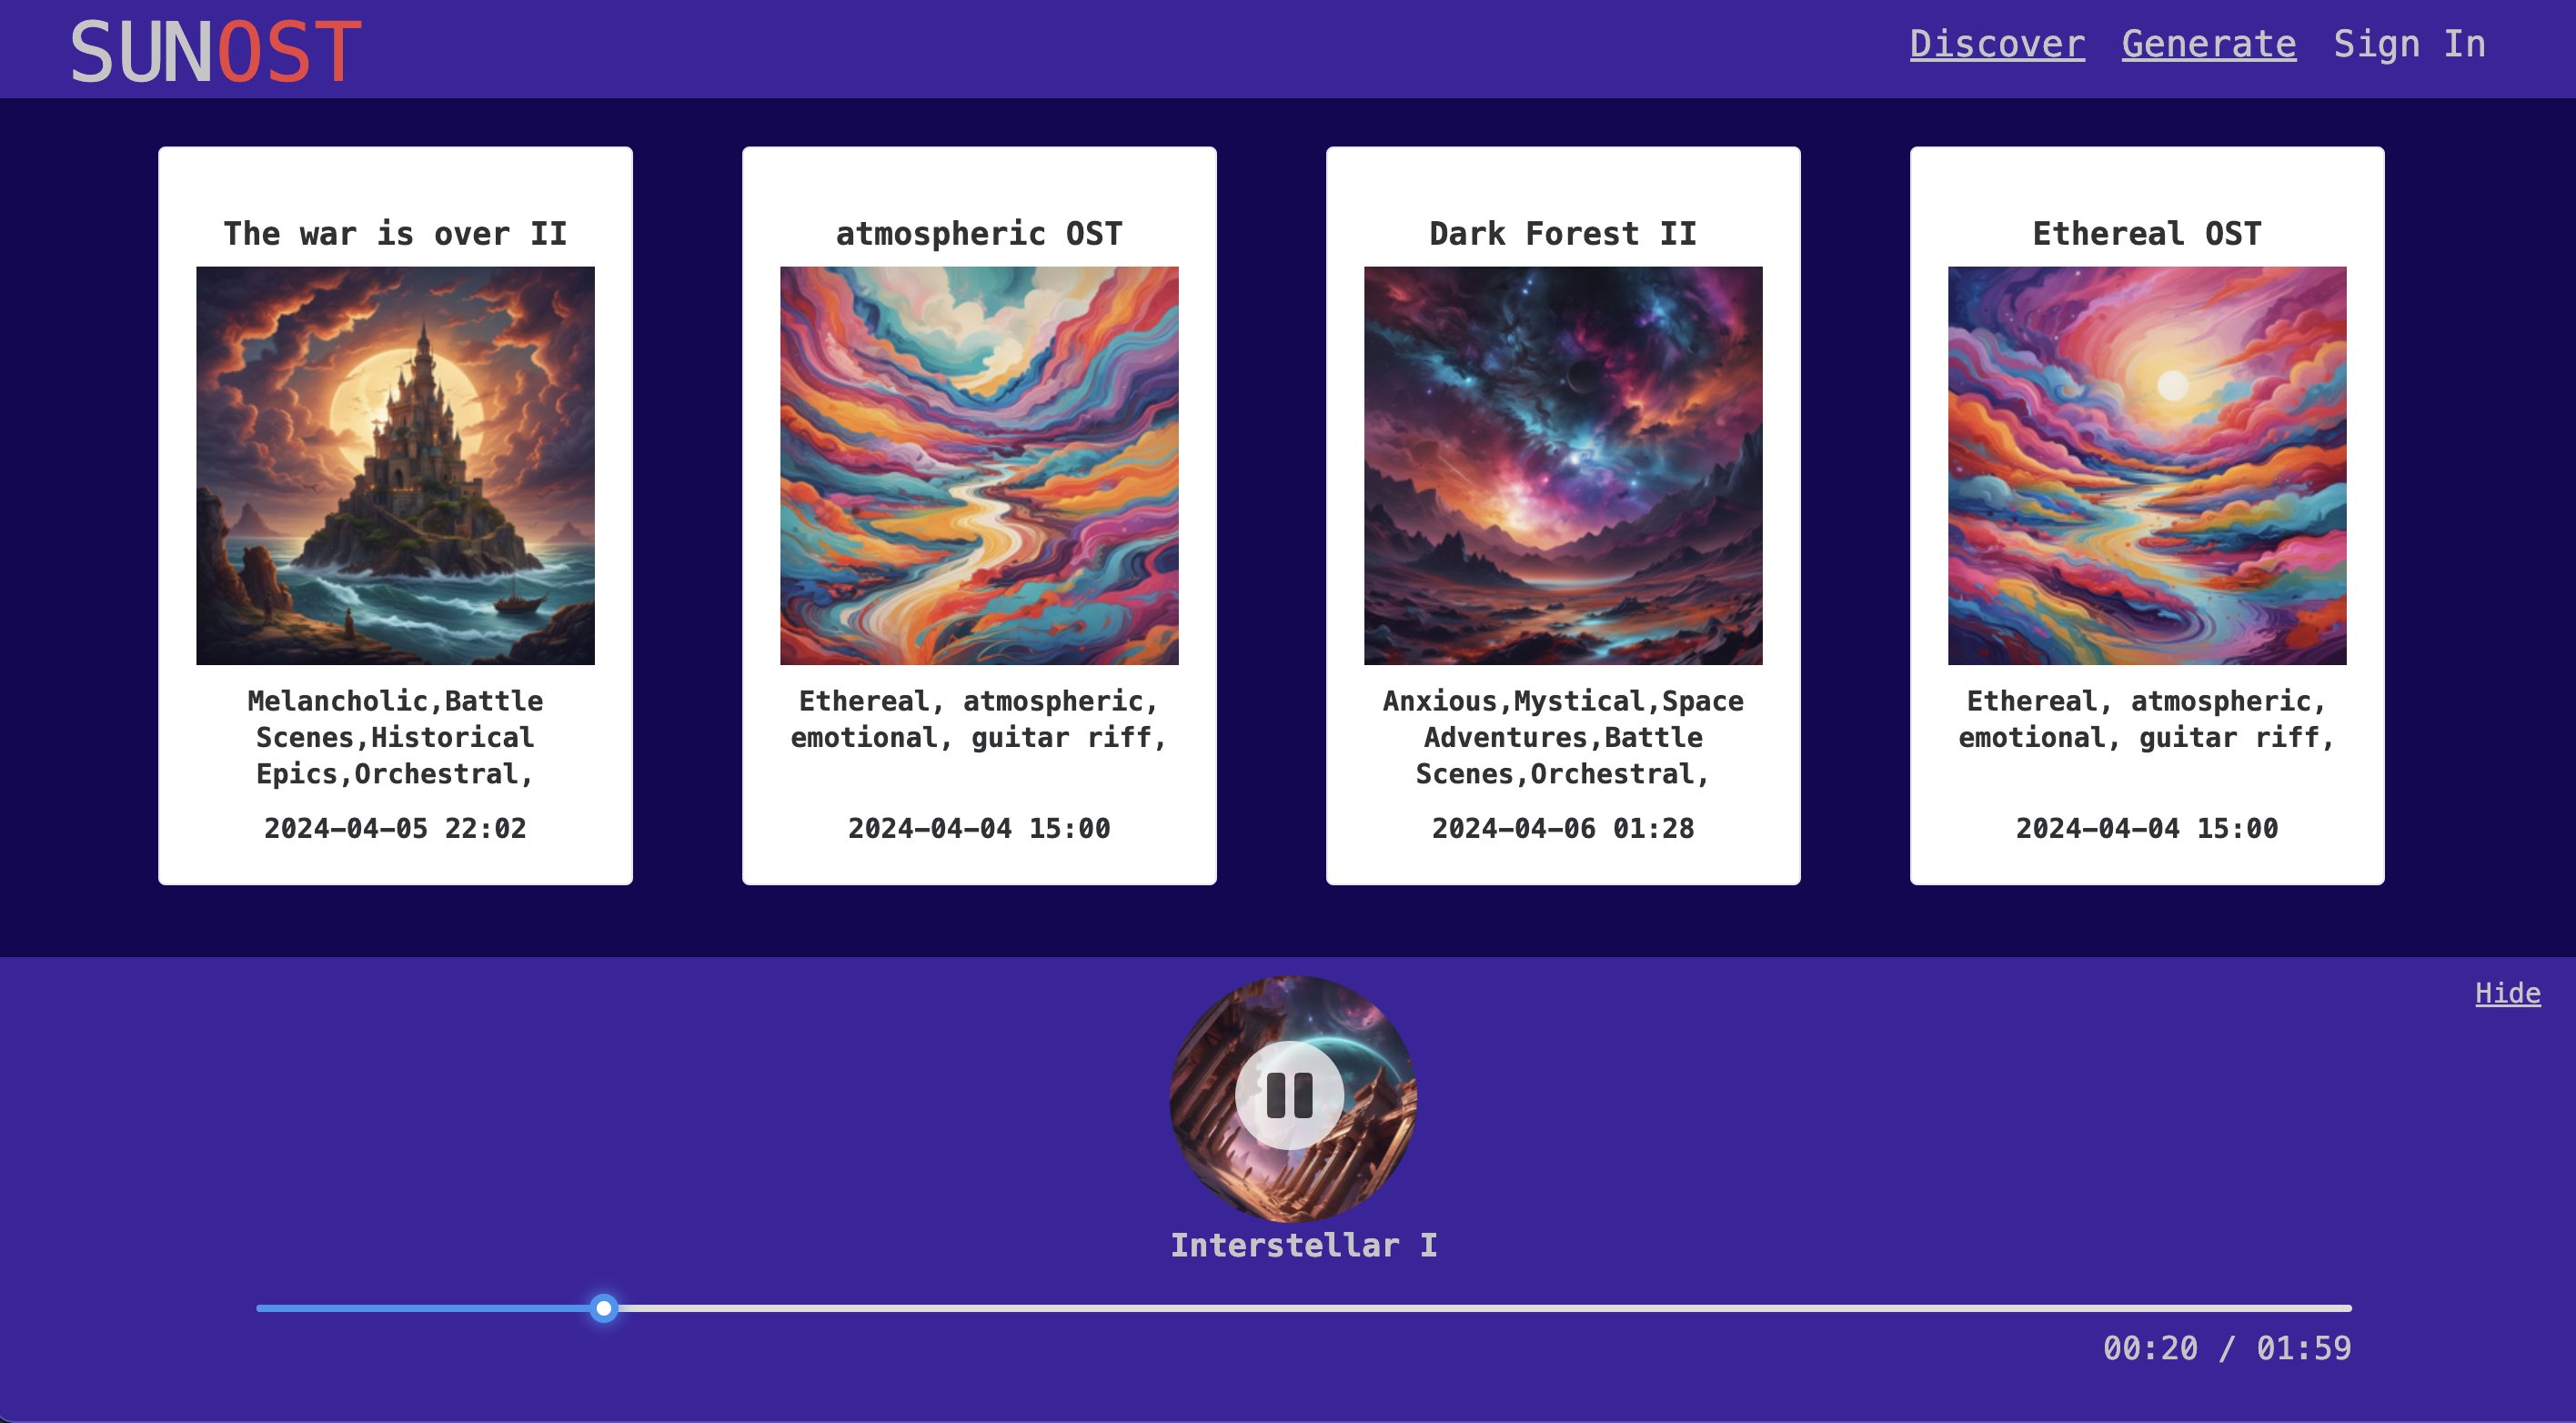 SUNOST
Discover Generate Sign In
The war is over II
Melancholic,Battle
Scenes,Historical
Epics,Orchestral,
2024-04-05 22:02
atmospheric OST
Ethereal, atmospheric,
emotional, guitar riff,
2024-04-04 15:00
Dark Forest II
Anxious,Mystical,Space
Adventures,Battle
Scenes,Orchestral,
2024-04-06 01:28
Ethereal OST
Ethereal, atmospheric,
emotional, guitar riff,
2024-04-04 15:00
Hide
Interstellar I
00:20 / 01:59